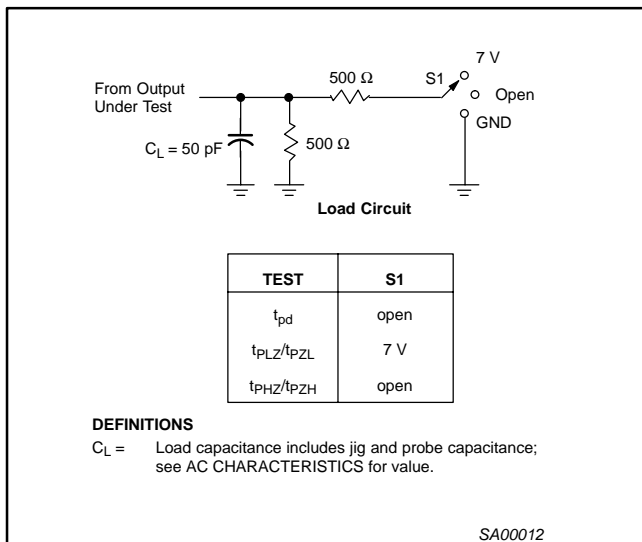 7 V
500 Ω
S1
From Output
Under Test
Open
GND
C_L = 50 pF
500 Ω
Load Circuit
TEST S1
t_pd open
t_PLZ/t_PZL 7 V
t_PHZ/t_PZH open
DEFINITIONS
C_L = Load capacitance includes jig and probe capacitance;
see AC CHARACTERISTICS for value.
SA00012